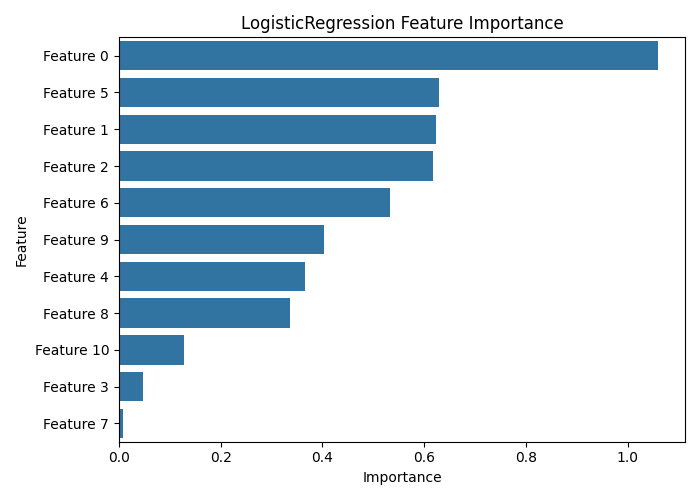 LogisticRegression Feature Importance
Feature
Feature 0
Feature 5
Feature 1
Feature 2
Feature 6
Feature 9
Feature 4
Feature 8
Feature 10
Feature 3
Feature 7
0.0 0.2 0.4 0.6 0.8 1.0
Importance